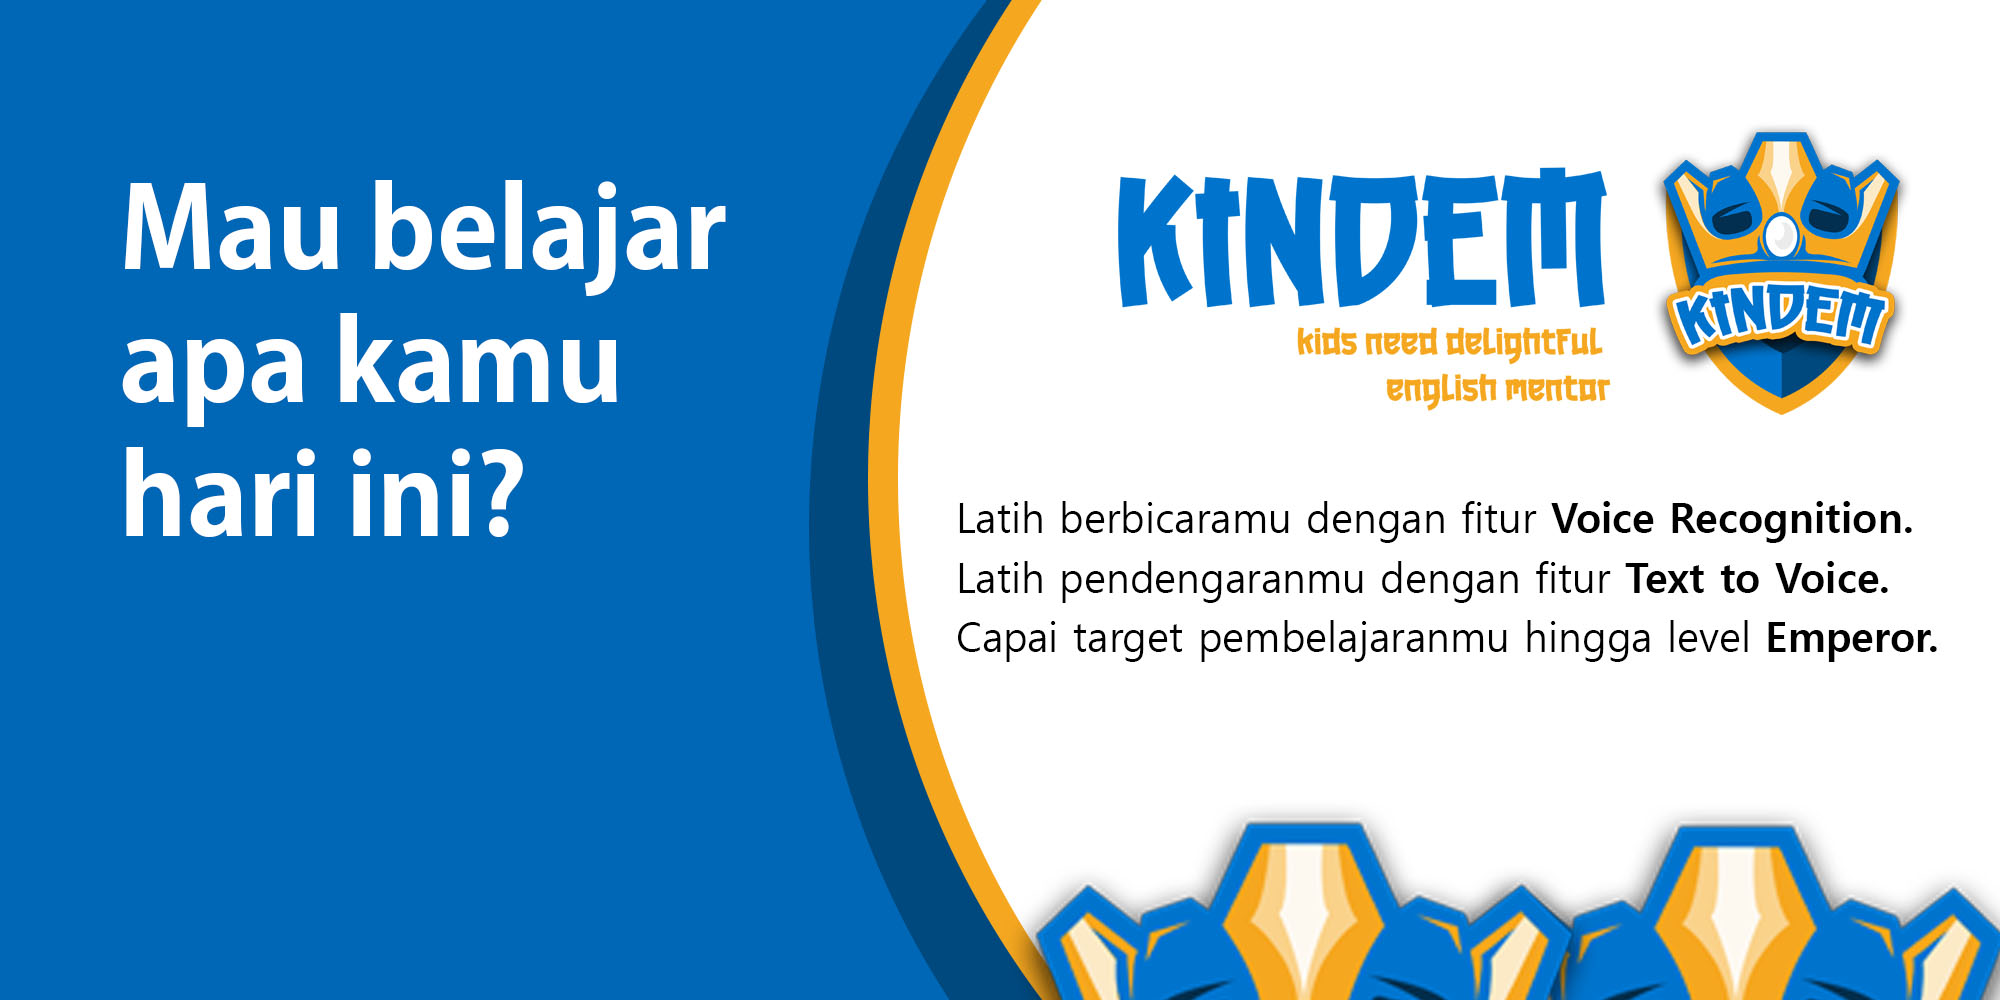 Mau belajar
apa kamu
hari ini?
KINDEM
kids need delightful
english mentor
KINDEM
Latih berbicaramu dengan fitur Voice Recognition.
Latih pendengaranmu dengan fitur Text to Voice.
Capai target pembelajaranmu hingga level Emperor.